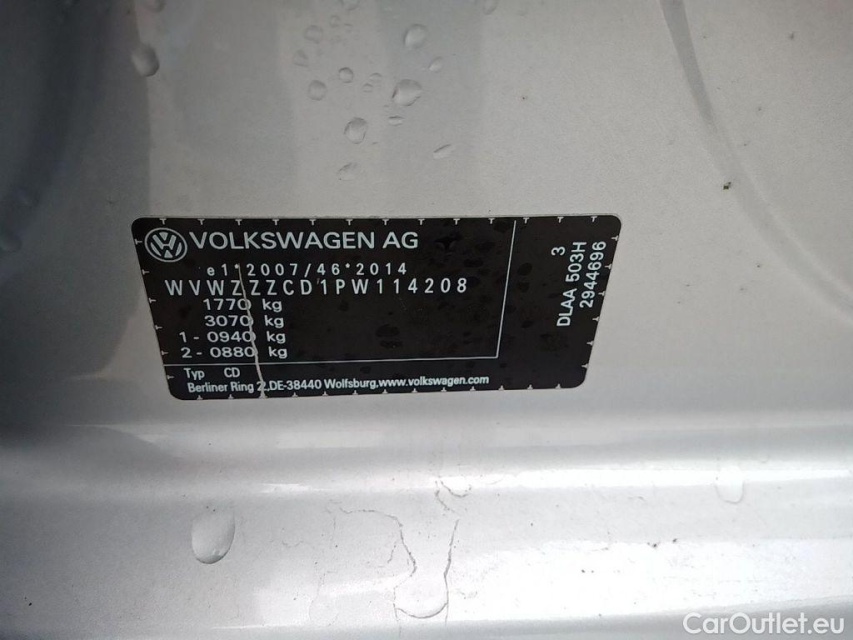 VOLKSWAGEN AG
e1*2007/46*2014
WVWZZZCD1PW114208
1770 kg
3070 kg
1 - 0940 kg
2 - 0880 kg
Typ CD
Berliner Ring 2,DE-38440 Wolfsburg,www.volkswagen.com
3
DLAA 503H
2944696
CarOutlet.eu